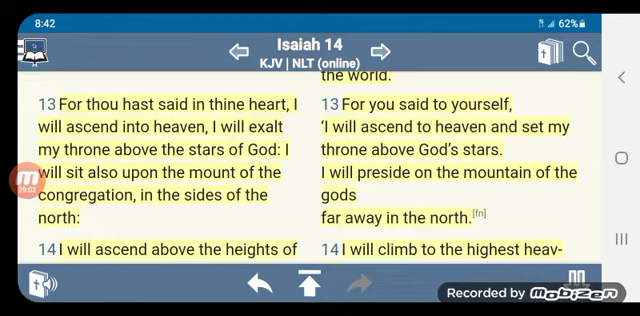 8:42
62%
Isaiah 14
KJV | NLT (online)
the world.
13 For thou hast said in thine heart, I
will ascend into heaven, I will exalt
my throne above the stars of God: I
will sit also upon the mount of the
congregation, in the sides of the
north:
14 I will ascend above the heights of
13 For you said to yourself,
‘I will ascend to heaven and set my
throne above God’s stars.
I will preside on the mountain of the
gods
far away in the north.[fn]
14 I will climb to the highest heav-
29:02
Recorded by mobizen